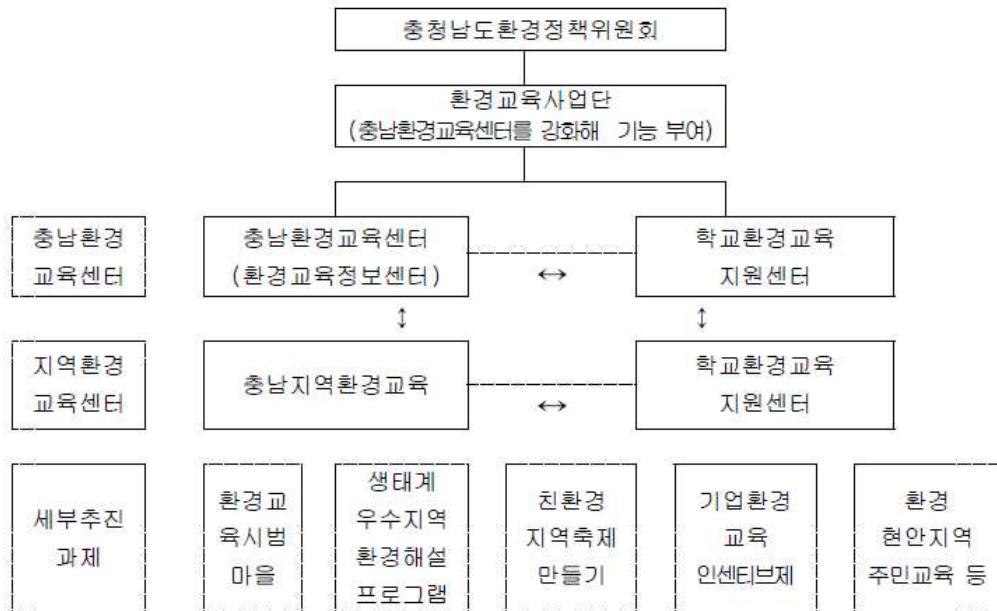 충청남도환경정책위원회
환경교육사업단
(충남환경교육센터를 강화해 기능 부여)
충남환경
교육센터
충남환경교육센터
(환경교육정보센터)
↔
학교환경교육
지원센터
↕ ↕
지역환경
교육센터
충남지역환경교육
↔
학교환경교육
지원센터
세부추진
과제
환경교
육시범
마을
생태계
우수지역
환경해설
프로그램
친환경
지역축제
만들기
기업환경
교육
인센티브제
환경
현안지역
주민교육 등